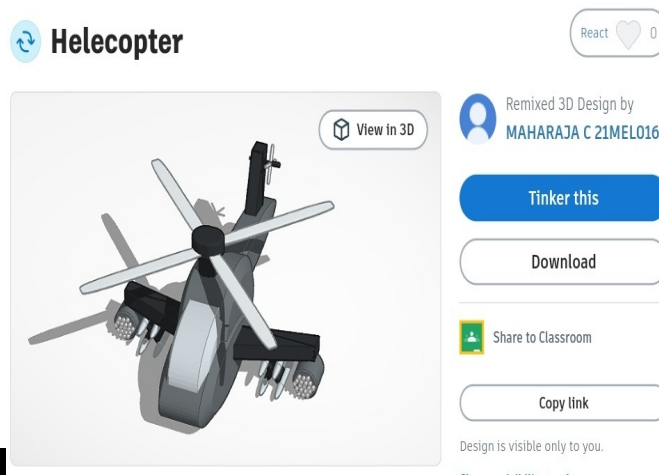 Helecopter
React 0
View in 3D
Remixed 3D Design by
MAHARAJA C 21MEL016
Tinker this
Download
Share to Classroom
Copy link
Design is visible only to you.